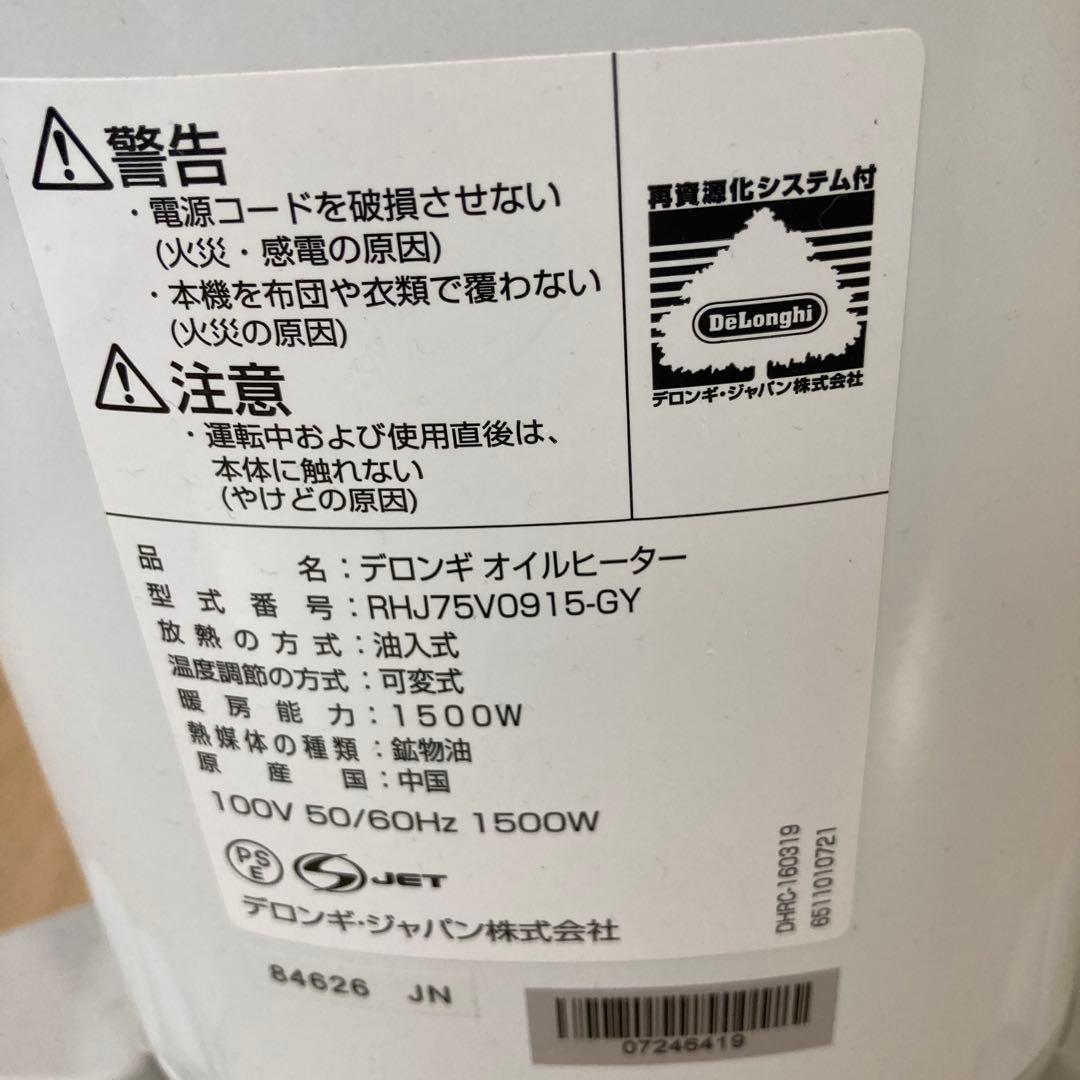 警告
・電源コードを破損させない
(火災・感電の原因)
・本機を布団や衣類で覆わない
(火災の原因)
注意
・運転中および使用直後は、
本体に触れない
(やけどの原因)
再資源化システム付
DēLonghi
デロンギ・ジャパン株式会社
品名：デロンギ オイルヒーター
型式番号：RHJ75V0915-GY
放熱の方式：油入式
温度調節の方式：可変式
暖房能力：1500W
熱媒体の種類：鉱物油
原産国：中国
100V 50/60Hz 1500W
PSE JET
デロンギ・ジャパン株式会社
DHRC-160319
6511010721
84626 JN
07246419